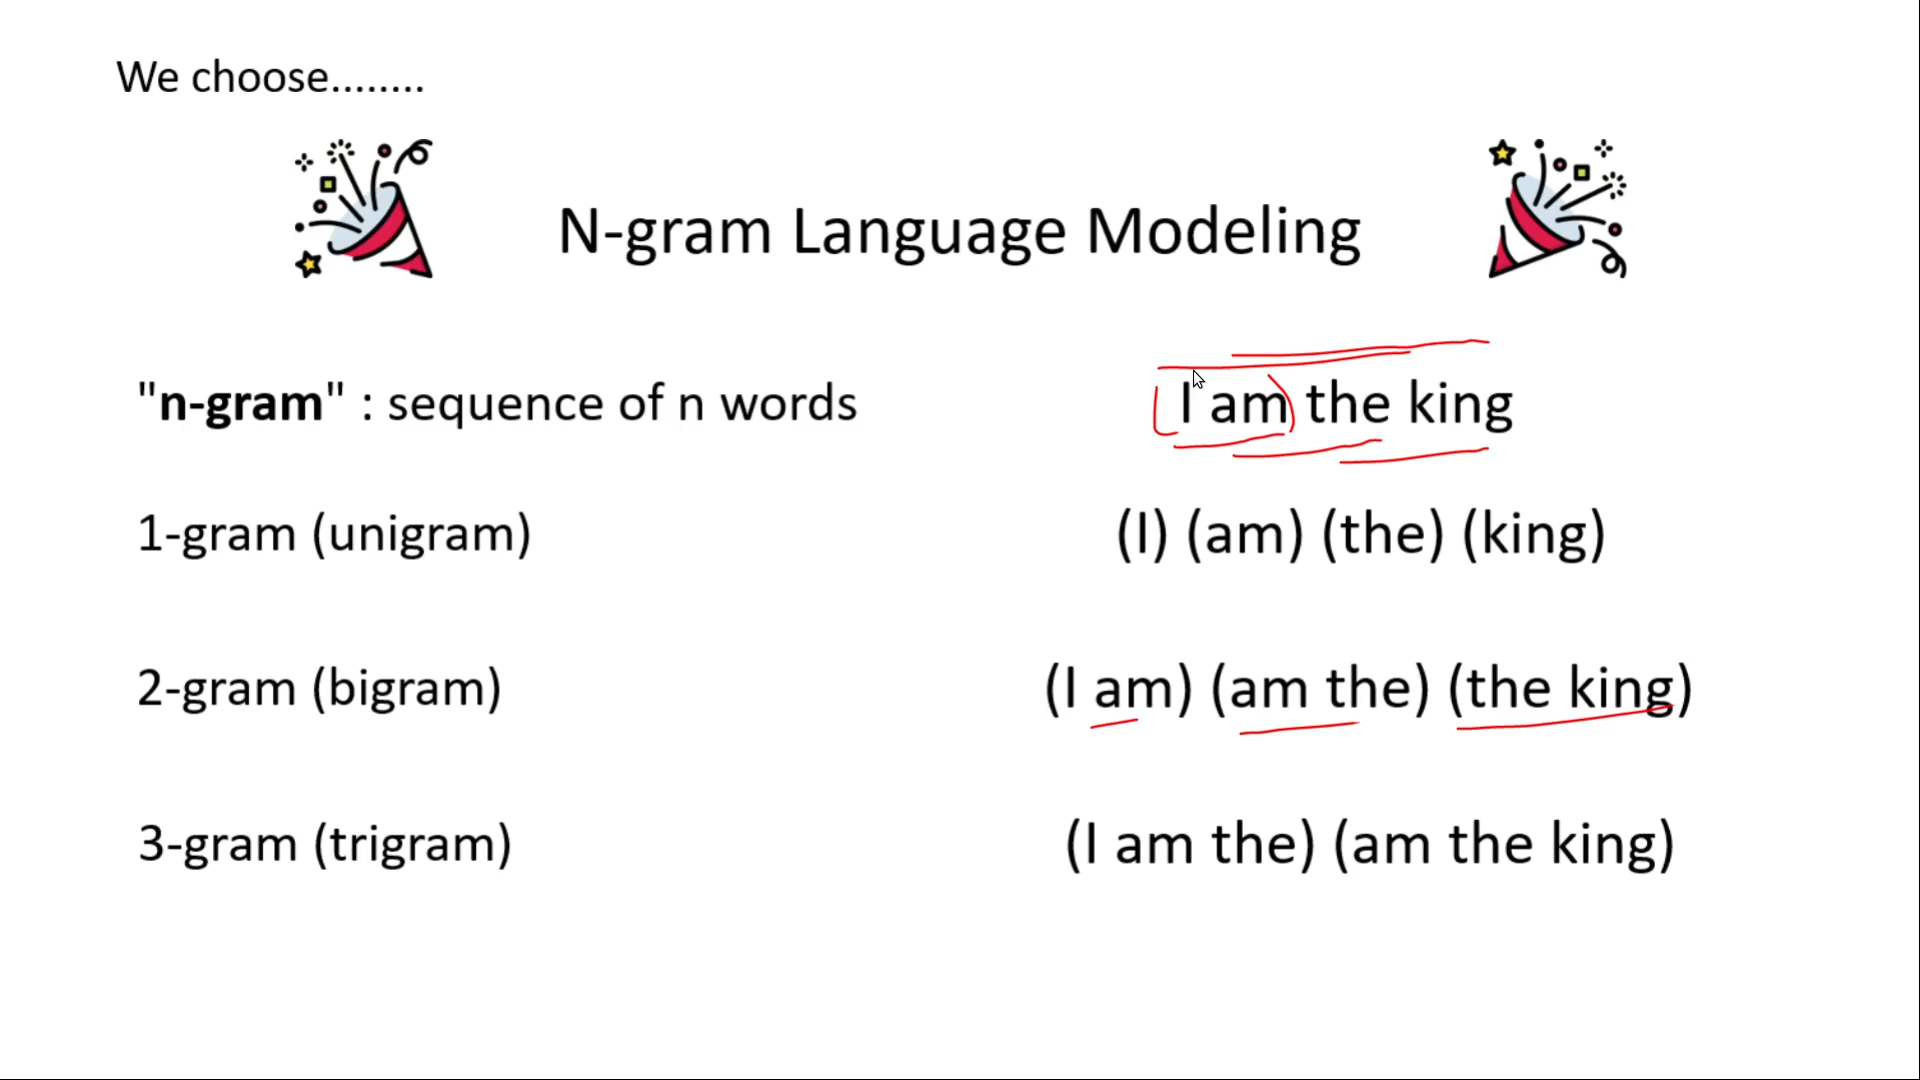 We choose........
N-gram Language Modeling
"n-gram" : sequence of n words
I am the king
1-gram (unigram)
(I) (am) (the) (king)
2-gram (bigram)
(I am) (am the) (the king)
3-gram (trigram)
(I am the) (am the king)